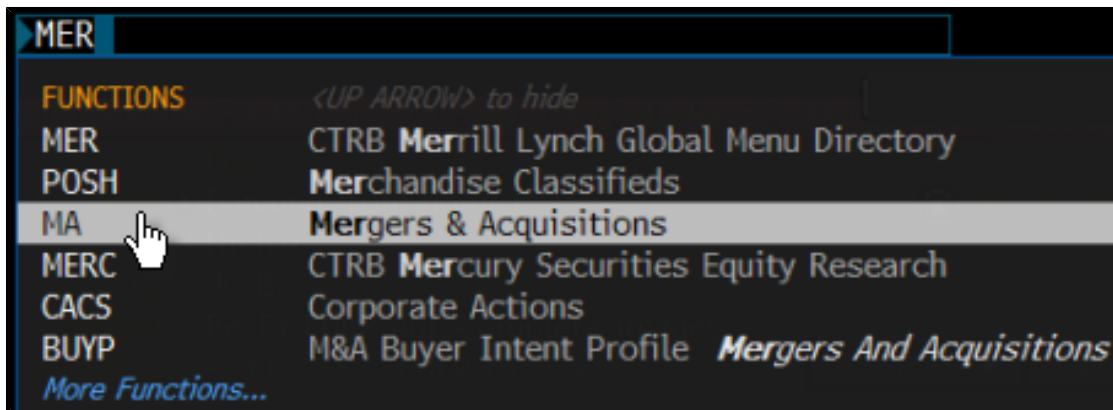 MER
FUNCTIONS <UP ARROW> to hide
MER CTRB Merrill Lynch Global Menu Directory
POSH Merchandise Classifieds
MA Mergers & Acquisitions
MERC CTRB Mercury Securities Equity Research
CACS Corporate Actions
BUYP M&A Buyer Intent Profile Mergers And Acquisitions
More Functions...